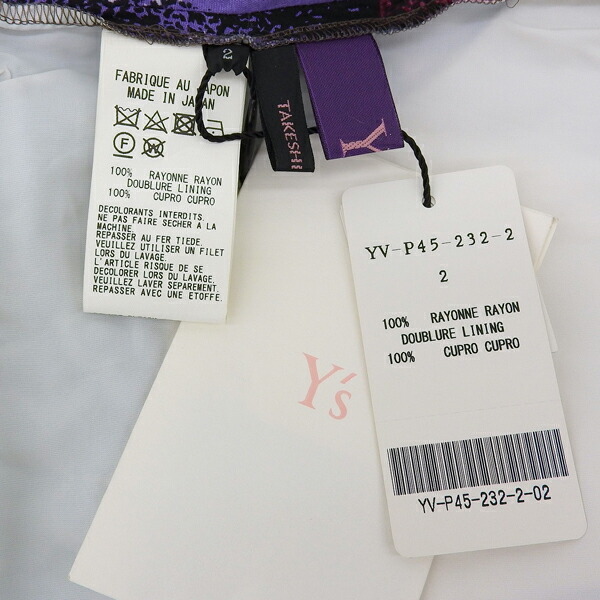 FABRIQUE AU JAPON
MADE IN JAPAN
100% RAYONNE RAYON
DOUBLURE LINING
100% CUPRO CUPRO
DECOLORANTS INTERDITS.
NE PAS FAIRE SECHER A LA
MACHINE.
REPASSER AU FER TIEDE.
VEUILLEZ UTILISER UN FILET
LORS DU LAVAGE.
L'ARTICLE RISQUE DE SE
DECOLORER LORS DU LAVAGE.
VEUILLEZ LAVER SEPAREMENT.
REPASSER AVEC UNE ETOFFE.
2
TAKESHI
Y
Y's
YV-P45-232-2
2
100% RAYONNE RAYON
DOUBLURE LINING
100% CUPRO CUPRO
YV-P45-232-2-02